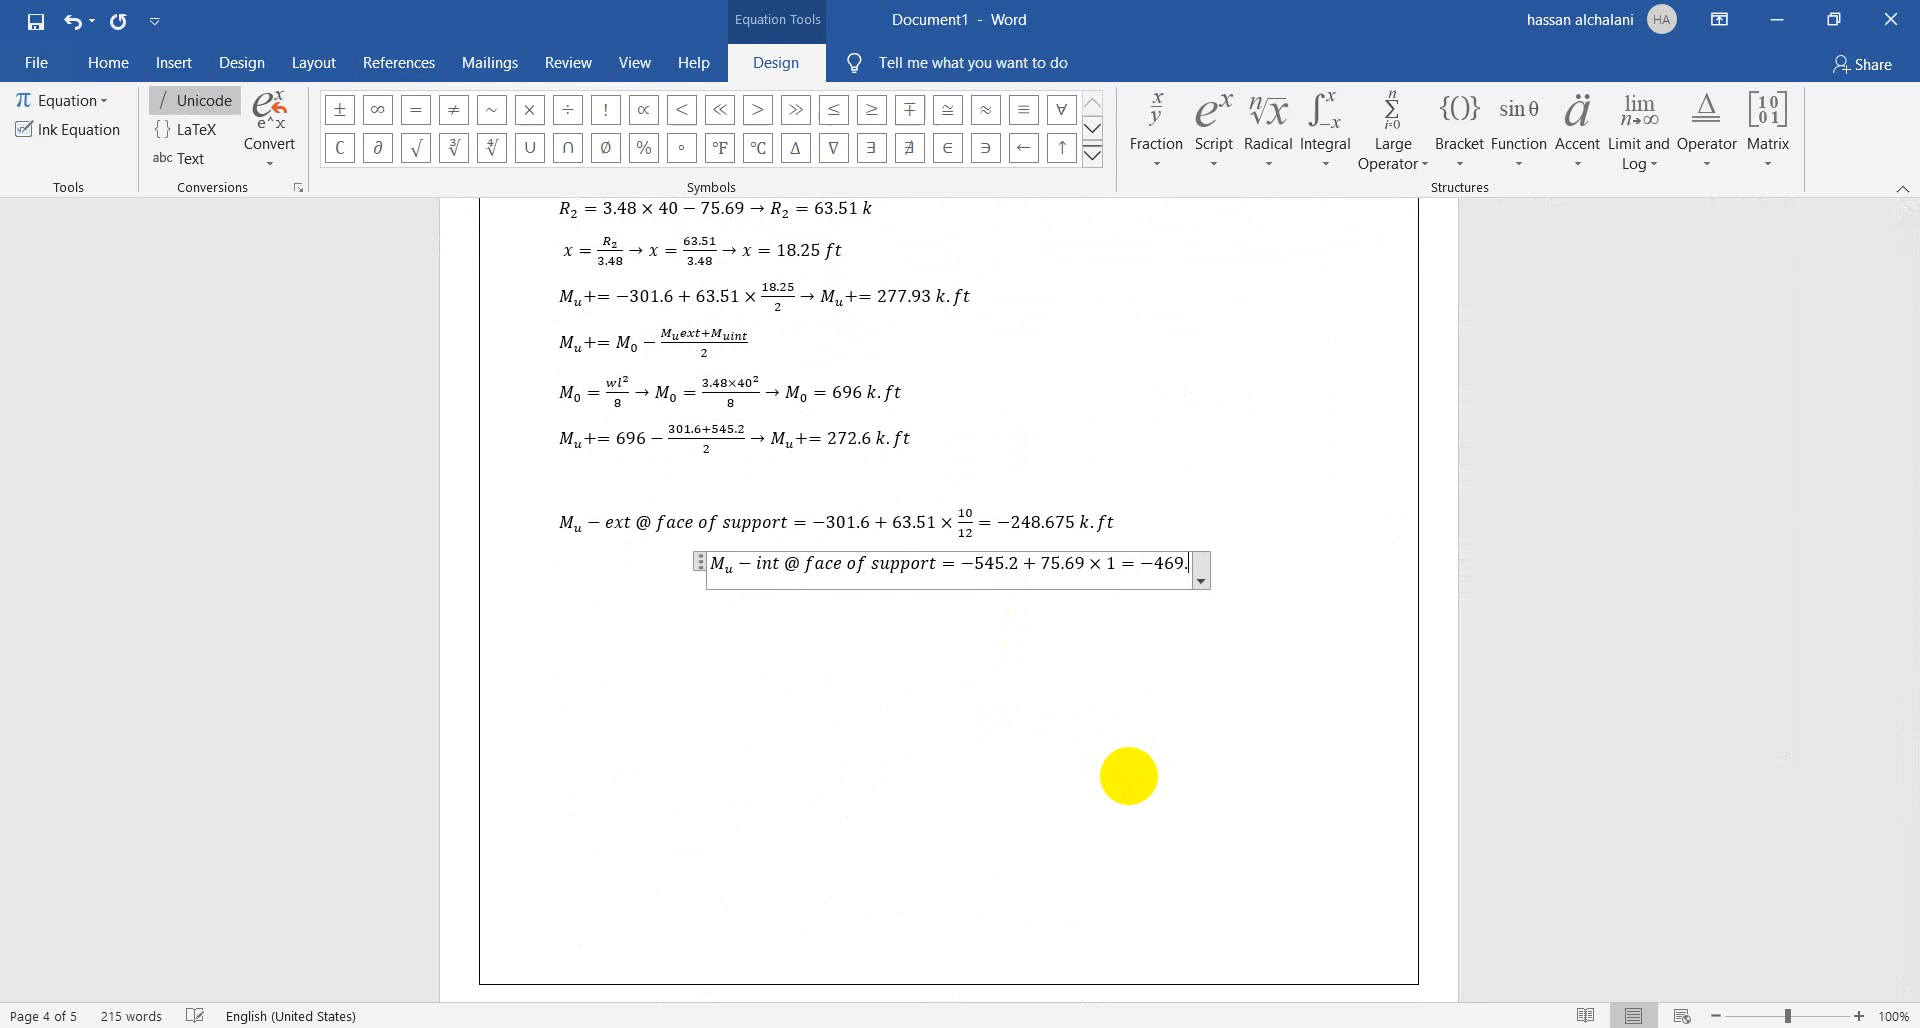 Equation Tools
Document1 - Word
hassan alchalani
HA
File Home Insert Design Layout References Mailings Review View Help Design Tell me what you want to do Share
π Equation
Ink Equation
Tools
/ Unicode
{ } LaTeX
abc Text
e^x
Convert
Conversions
± ∞ = ≠ ~ × ÷ ! ∝ < ≪ > ≫ ≤ ≥ ∓ ≅ ≈ ≡ ∀
∁ ∂ √ ∛ ∜ ∪ ∩ ∅ % ° °F °C ∆ ∇ ∃ ∄ ∈ ∋ ← ↑
Symbols
Fraction Script Radical Integral Large Operator Bracket Function Accent Limit and Log Operator Matrix
Structures
R₂ = 3.48 × 40 − 75.69 → R₂ = 63.51 k
x = R₂/3.48 → x = 63.51/3.48 → x = 18.25 ft
Mᵤ+= −301.6 + 63.51 × 18.25/2 → Mᵤ+= 277.93 k.ft
Mᵤ+= M₀ − (Mᵤext+Mᵤint)/2
M₀ = wl²/8 → M₀ = 3.48×40²/8 → M₀ = 696 k.ft
Mᵤ+= 696 − (301.6+545.2)/2 → Mᵤ+= 272.6 k.ft
Mᵤ − ext @ face of support = −301.6 + 63.51 × 10/12 = −248.675 k.ft
Mᵤ − int @ face of support = −545.2 + 75.69 × 1 = −469.
Page 4 of 5 215 words English (United States) 100%